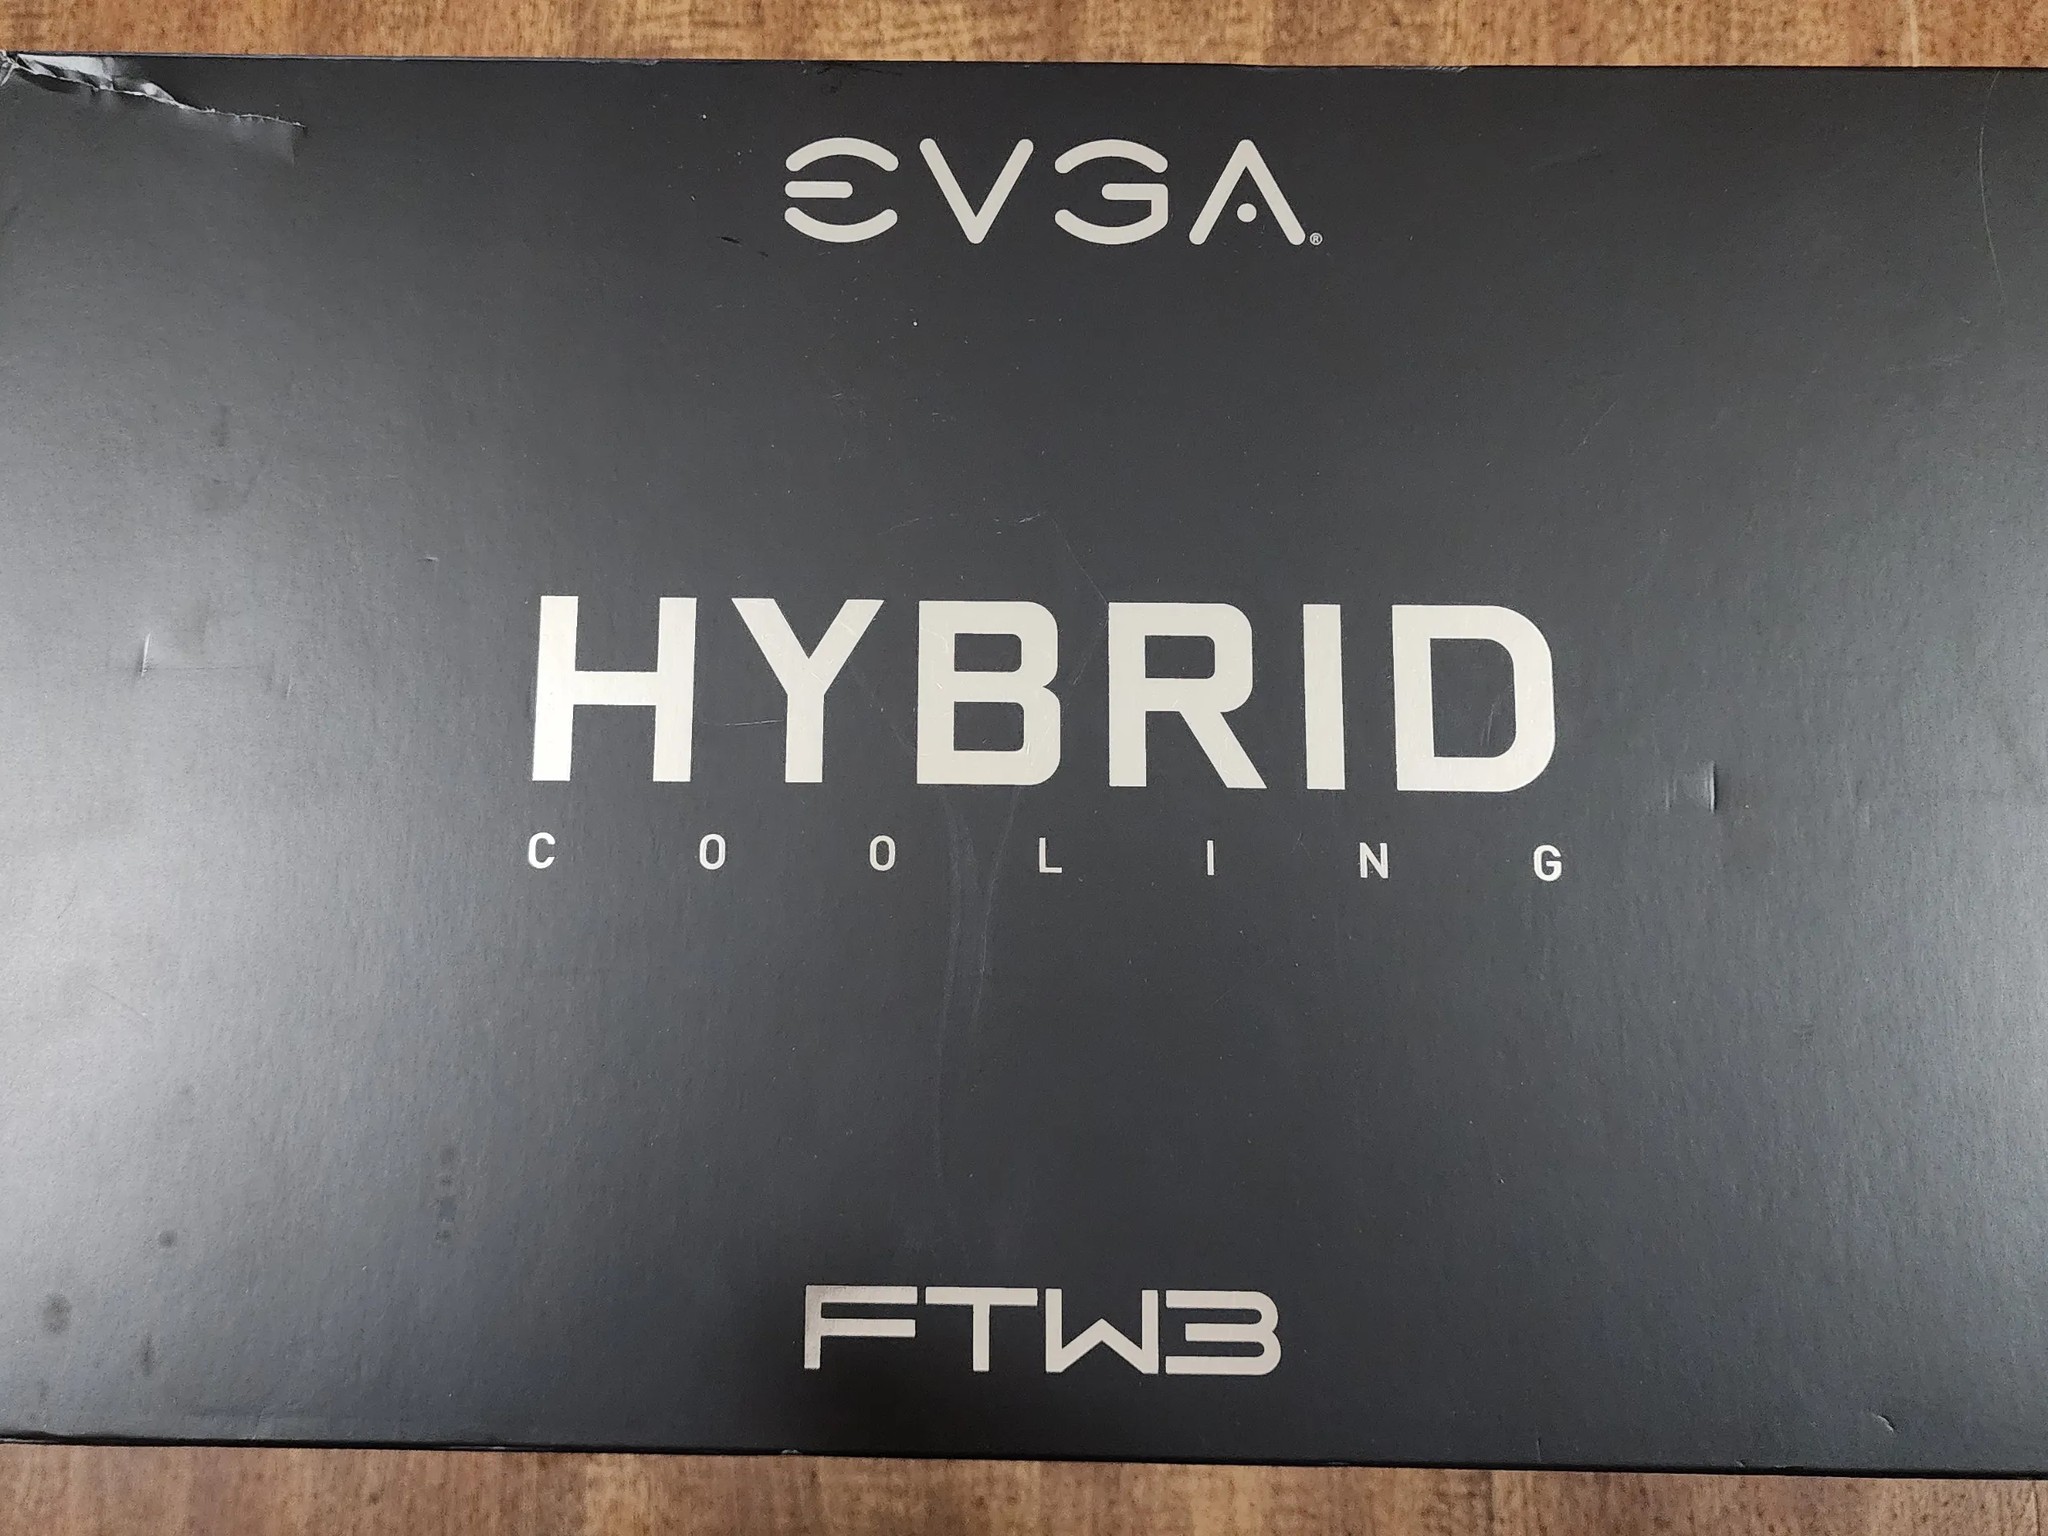 EVGA®
HYBRID
COOLING
FTW3